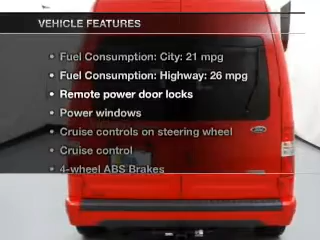 VEHICLE FEATURES
• Fuel Consumption: City: 21 mpg
• Fuel Consumption: Highway: 26 mpg
• Remote power door locks
• Power windows
• Cruise controls on steering wheel
• Cruise control
• 4-wheel ABS Brakes
Ford